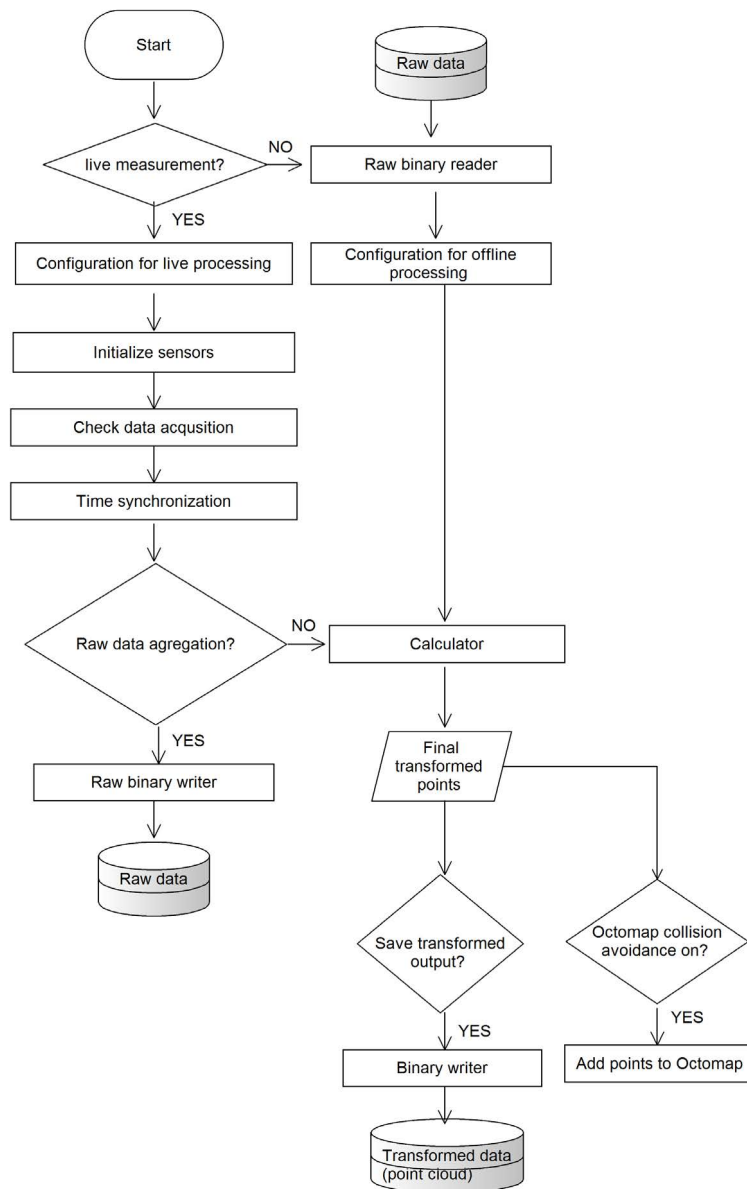 Start
Raw data
live measurement?
NO
Raw binary reader
YES
Configuration for live processing
Configuration for offline
processing
Initialize sensors
Check data acqusition
Time synchronization
Raw data agregation?
NO
Calculator
YES
Raw binary writer
Final
transformed
points
Raw data
Save transformed
output?
Octomap collision
avoidance on?
YES
YES
Binary writer
Add points to Octomap
Transformed data
(point cloud)